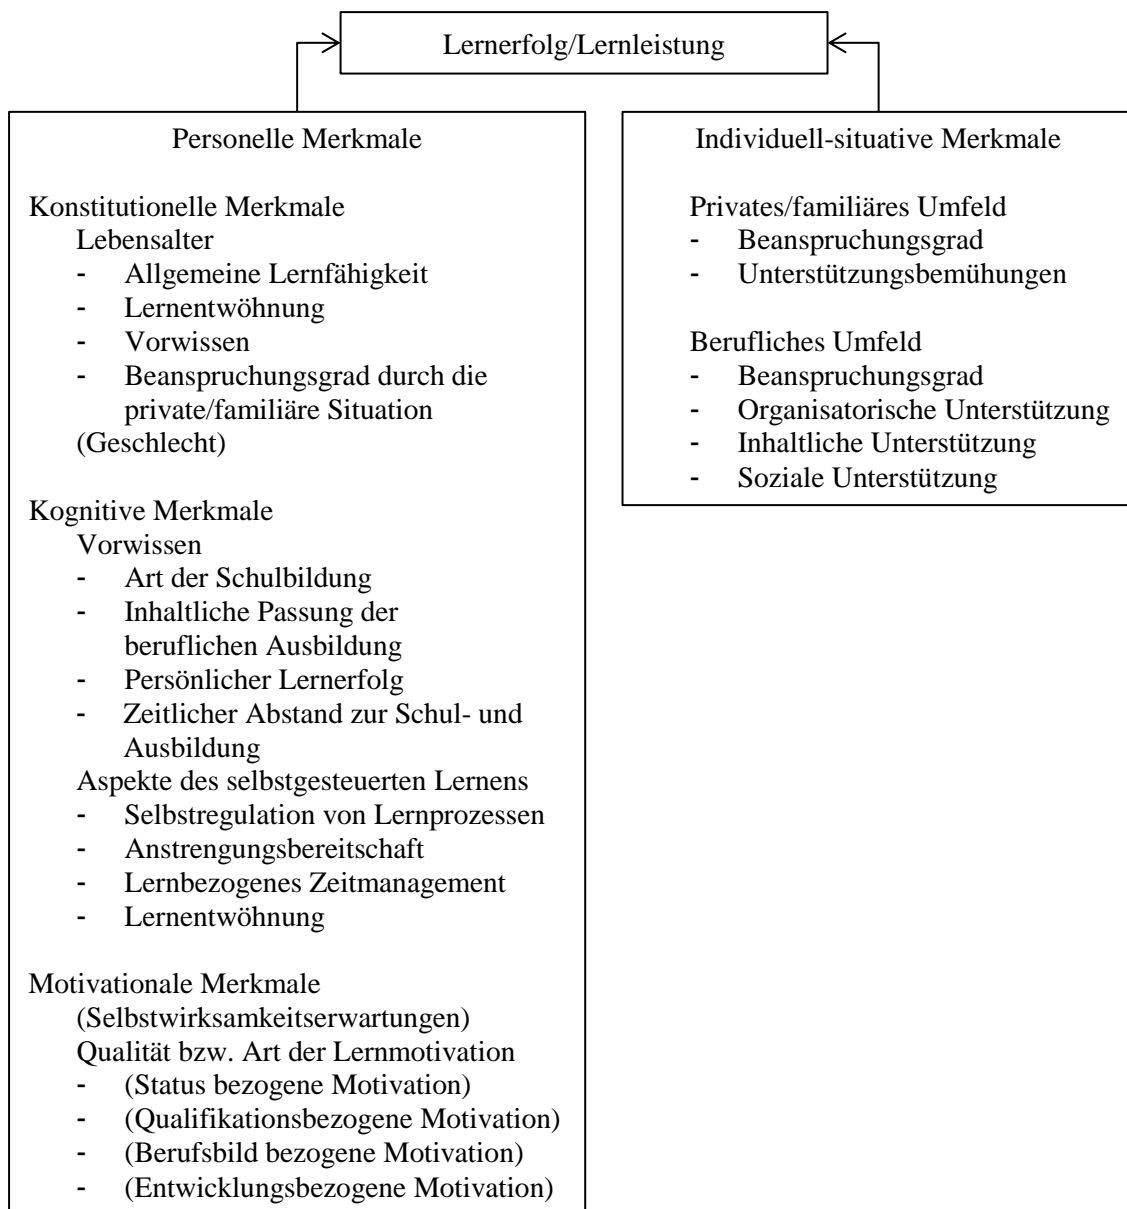 Lernerfolg/Lernleistung
Personelle Merkmale
Konstitutionelle Merkmale
Lebensalter
- Allgemeine Lernfähigkeit
- Lernentwöhnung
- Vorwissen
- Beanspruchungsgrad durch die
private/familiäre Situation
(Geschlecht)
Kognitive Merkmale
Vorwissen
- Art der Schulbildung
- Inhaltliche Passung der
beruflichen Ausbildung
- Persönlicher Lernerfolg
- Zeitlicher Abstand zur Schul- und
Ausbildung
Aspekte des selbstgesteuerten Lernens
- Selbstregulation von Lernprozessen
- Anstrengungsbereitschaft
- Lernbezogenes Zeitmanagement
- Lernentwöhnung
Motivationale Merkmale
(Selbstwirksamkeitserwartungen)
Qualität bzw. Art der Lernmotivation
- (Status bezogene Motivation)
- (Qualifikationsbezogene Motivation)
- (Berufsbild bezogene Motivation)
- (Entwicklungsbezogene Motivation)
Individuell-situative Merkmale
Privates/familiäres Umfeld
- Beanspruchungsgrad
- Unterstützungsbemühungen
Berufliches Umfeld
- Beanspruchungsgrad
- Organisatorische Unterstützung
- Inhaltliche Unterstützung
- Soziale Unterstützung